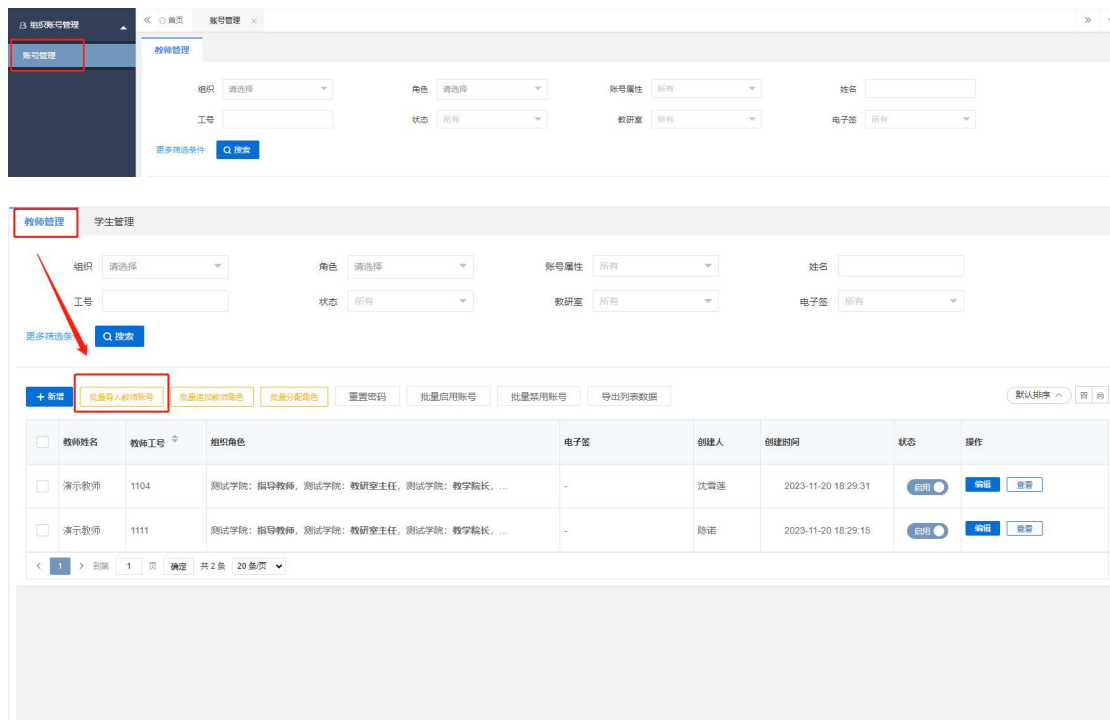 组织账号管理
首页 账号管理
账号管理
教师管理
组织 请选择 角色 请选择 账号属性 所有 姓名
工号 状态 所有 教研室 所有 电子签 所有
更多筛选条件 搜索
教师管理 学生管理
组织 请选择 角色 请选择 账号属性 所有 姓名
工号 状态 所有 教研室 所有 电子签 所有
更多筛选条件 搜索
+ 新增 批量导入教师账号 批量追加教师角色 批量分配角色 重置密码 批量启用账号 批量禁用账号 导出列表数据 默认排序
教师姓名 教师工号 组织角色 电子签 创建人 创建时间 状态 操作
演示教师 1104 测试学院：指导教师，测试学院：教研室主任，测试学院：教学院长，... - 沈雪莲 2023-11-20 18:29:31 启用 编辑 查看
演示教师 1111 测试学院：指导教师，测试学院：教研室主任，测试学院：教学院长，... - 陈诺 2023-11-20 18:29:15 启用 编辑 查看
1 到第 1 页 确定 共 2 条 20 条/页